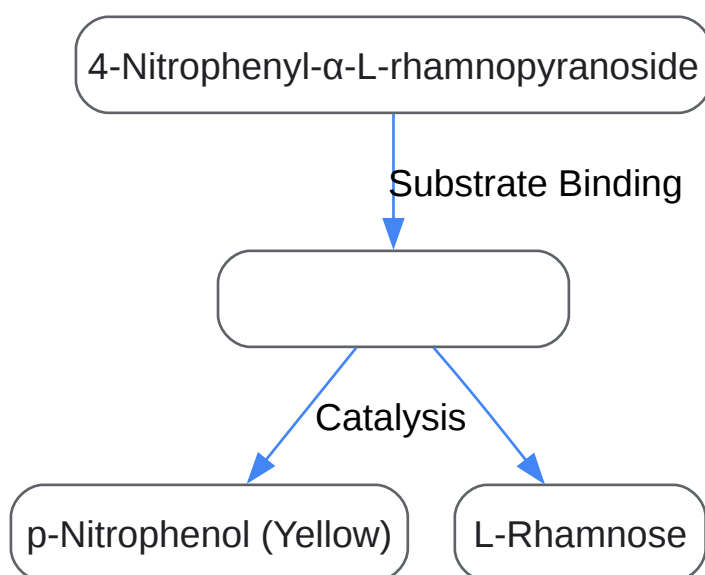 4-Nitrophenyl-α-L-rhamnopyranoside
Substrate Binding
Catalysis
p-Nitrophenol (Yellow)
L-Rhamnose